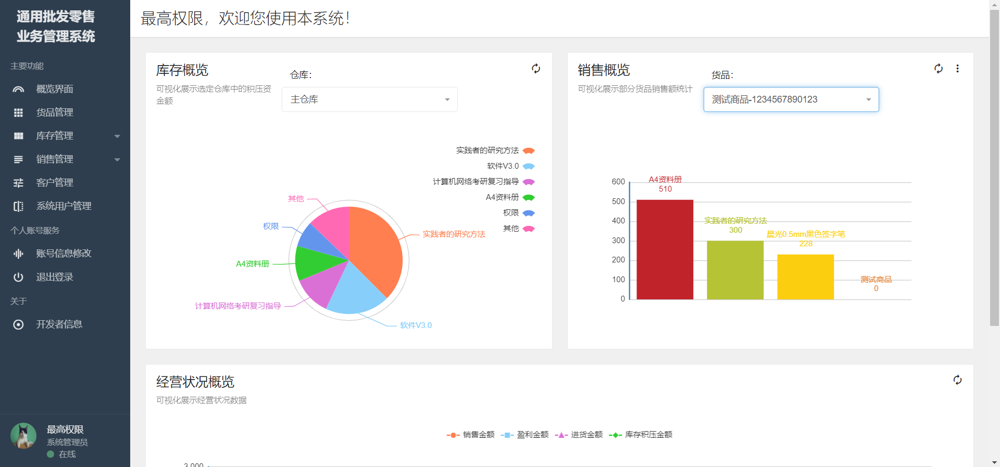 通用批发零售
业务管理系统
主要功能
概览界面
货品管理
库存管理
销售管理
客户管理
系统用户管理
个人账号服务
账号信息修改
退出登录
关于
开发者信息
最高权限
系统管理员
在线
最高权限，欢迎您使用本系统！
库存概览
可视化展示选定仓库中的积压资
金额
仓库：
主仓库
实践者的研究方法
软件V3.0
计算机网络考研复习指导
A4资料册
权限
其他
其他
权限
A4资料册
计算机网络考研复习指导
软件V3.0
实践者的研究方法
销售概览
可视化展示部分货品销售额统计
货品：
测试商品-1234567890123
600
500
400
300
200
100
0
A4资料册
510
实践者的研究方法
300
晨光0.5mm黑色签字笔
228
测试商品
0
经营状况概览
可视化展示经营状况数据
销售金额
盈利金额
进货金额
库存积压金额
3,000